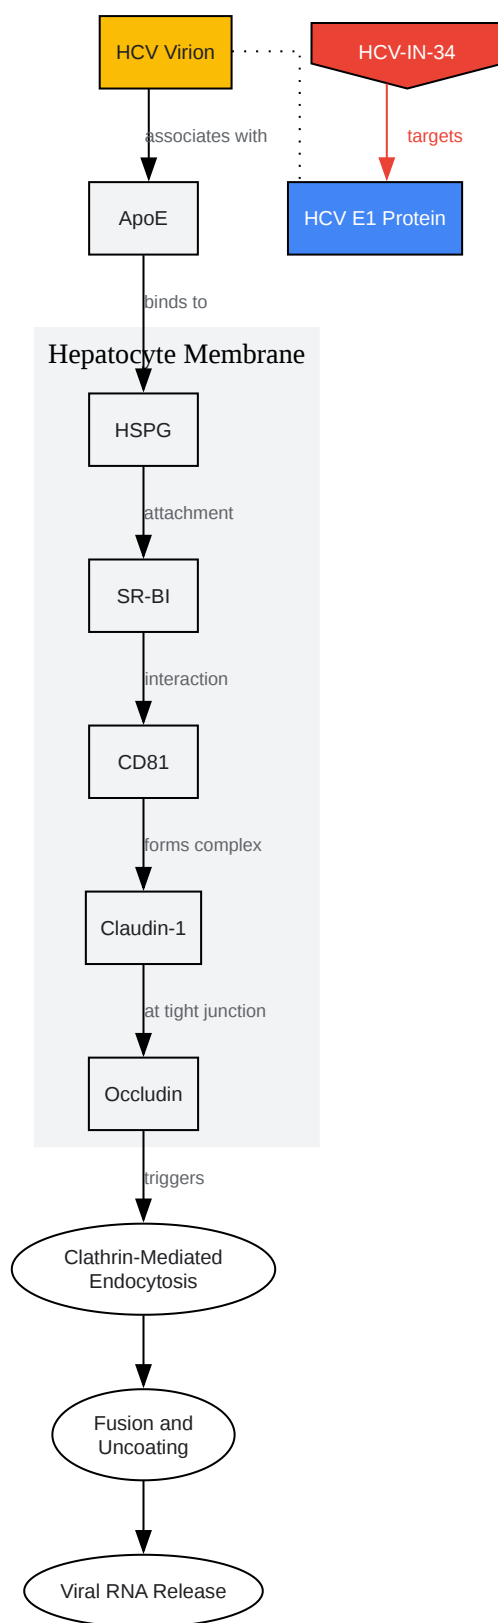 HCV Virion
HCV-IN-34
associates with
targets
ApoE
HCV E1 Protein
binds to
Hepatocyte Membrane
HSPG
attachment
SR-BI
interaction
CD81
forms complex
Claudin-1
at tight junction
Occludin
triggers
Clathrin-Mediated
Endocytosis
Fusion and
Uncoating
Viral RNA Release